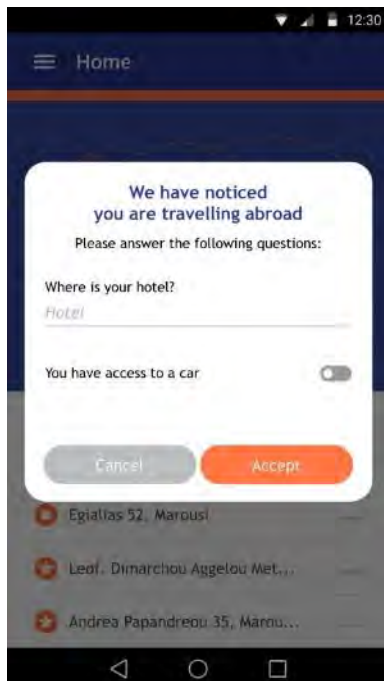 12:30
Home
We have noticed
you are travelling abroad
Please answer the following questions:
Where is your hotel?
Hotel
You have access to a car
Cancel
Accept
Egialias 52, Marousi
Leof. Dimarchou Aggelou Met...
Andrea Papandreou 35, Marou...